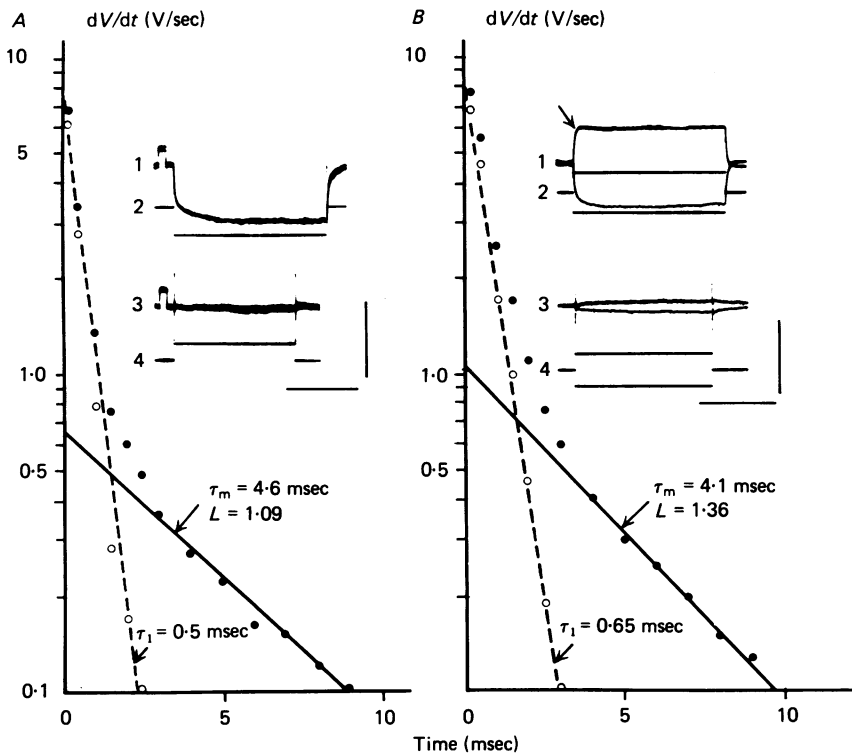 A dV/dt (V/sec)
10
5
1·0
0·5
0·1
1
2
3
4
τm = 4·6 msec
L = 1·09
τ1 = 0·5 msec
0 5 10
B dV/dt (V/sec)
10
5
1·0
0·5
1
2
3
4
τm = 4·1 msec
L = 1·36
τ1 = 0·65 msec
0 5 10
Time (msec)